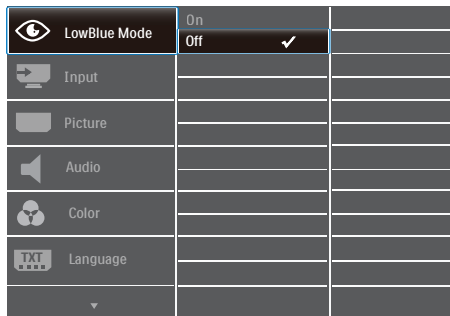 LowBlue Mode
On
Off
Input
Picture
Audio
Color
TXT
Language